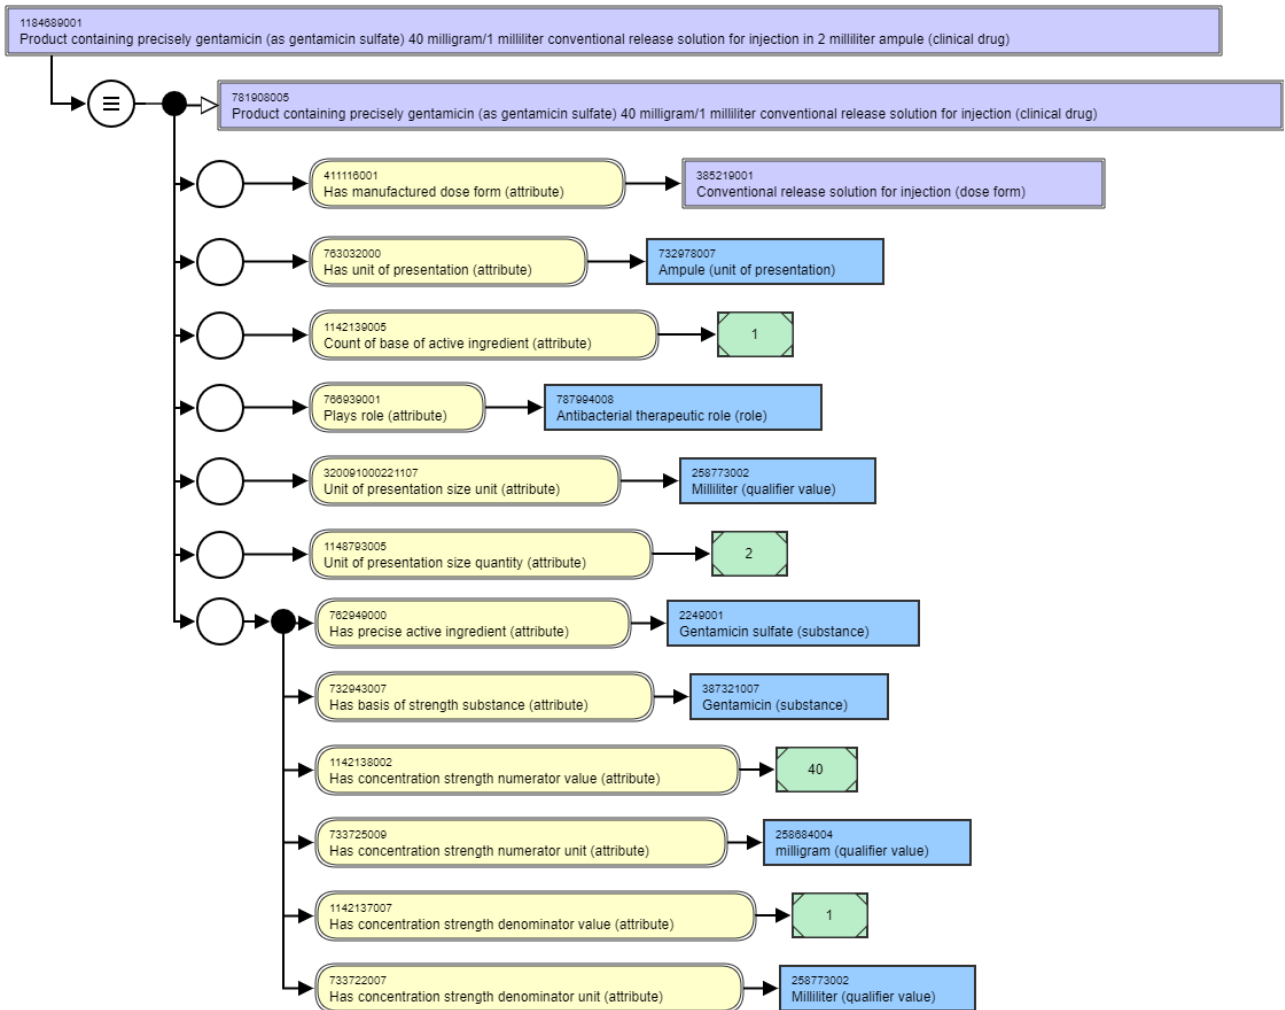 1184689001
Product containing precisely gentamicin (as gentamicin sulfate) 40 milligram/1 milliliter conventional release solution for injection in 2 milliliter ampule (clinical drug)
781908005
Product containing precisely gentamicin (as gentamicin sulfate) 40 milligram/1 milliliter conventional release solution for injection (clinical drug)
411116001
Has manufactured dose form (attribute)
385219001
Conventional release solution for injection (dose form)
763032000
Has unit of presentation (attribute)
732978007
Ampule (unit of presentation)
1142139005
Count of base of active ingredient (attribute)
1
766939001
Plays role (attribute)
787994008
Antibacterial therapeutic role (role)
320091000221107
Unit of presentation size unit (attribute)
258773002
Milliliter (qualifier value)
1148793005
Unit of presentation size quantity (attribute)
2
762949000
Has precise active ingredient (attribute)
2249001
Gentamicin sulfate (substance)
732943007
Has basis of strength substance (attribute)
387321007
Gentamicin (substance)
1142138002
Has concentration strength numerator value (attribute)
40
733725009
Has concentration strength numerator unit (attribute)
258684004
milligram (qualifier value)
1142137007
Has concentration strength denominator value (attribute)
1
733722007
Has concentration strength denominator unit (attribute)
258773002
Milliliter (qualifier value)